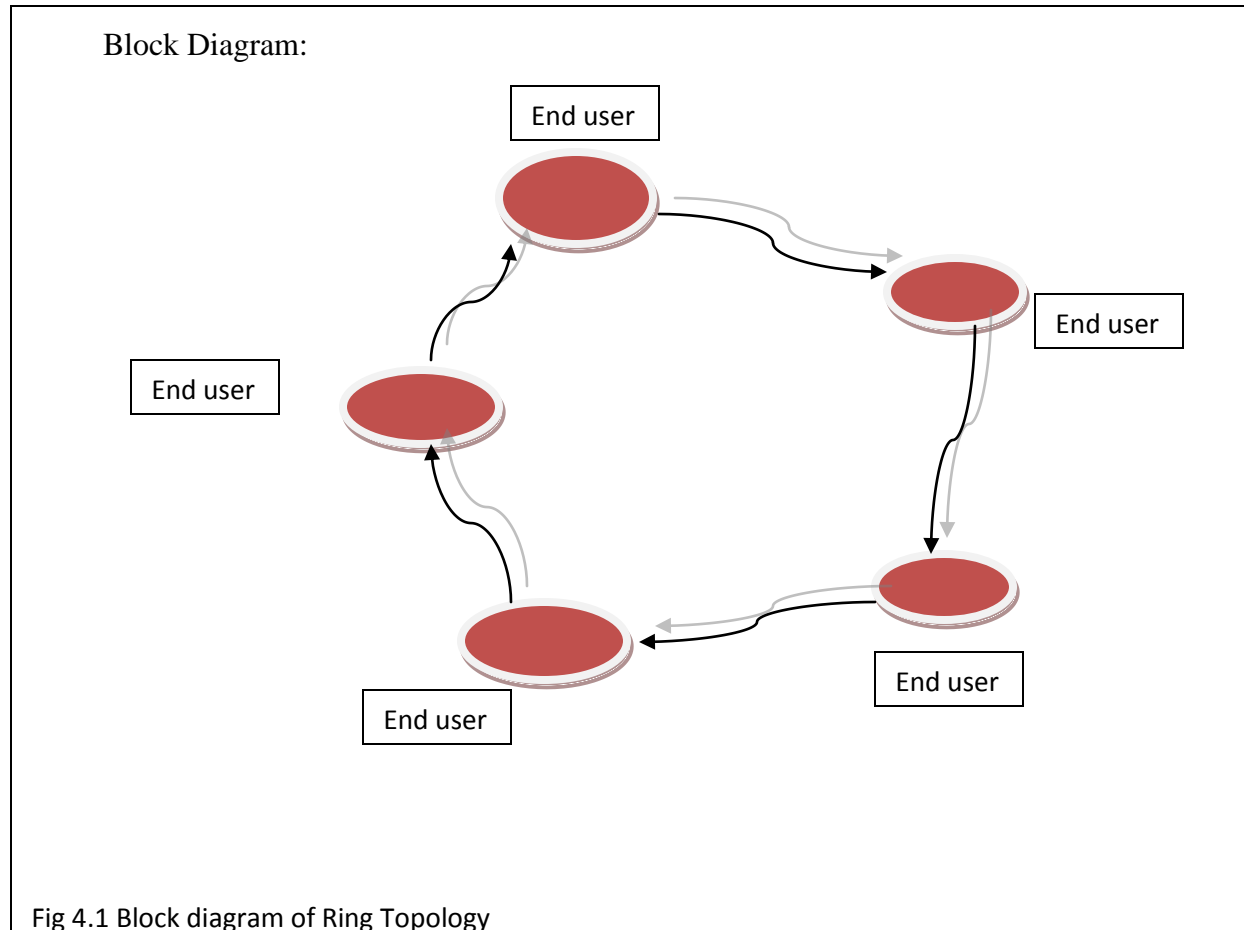 Block Diagram:
End user
End user
End user
End user
End user
Fig 4.1 Block diagram of Ring Topology